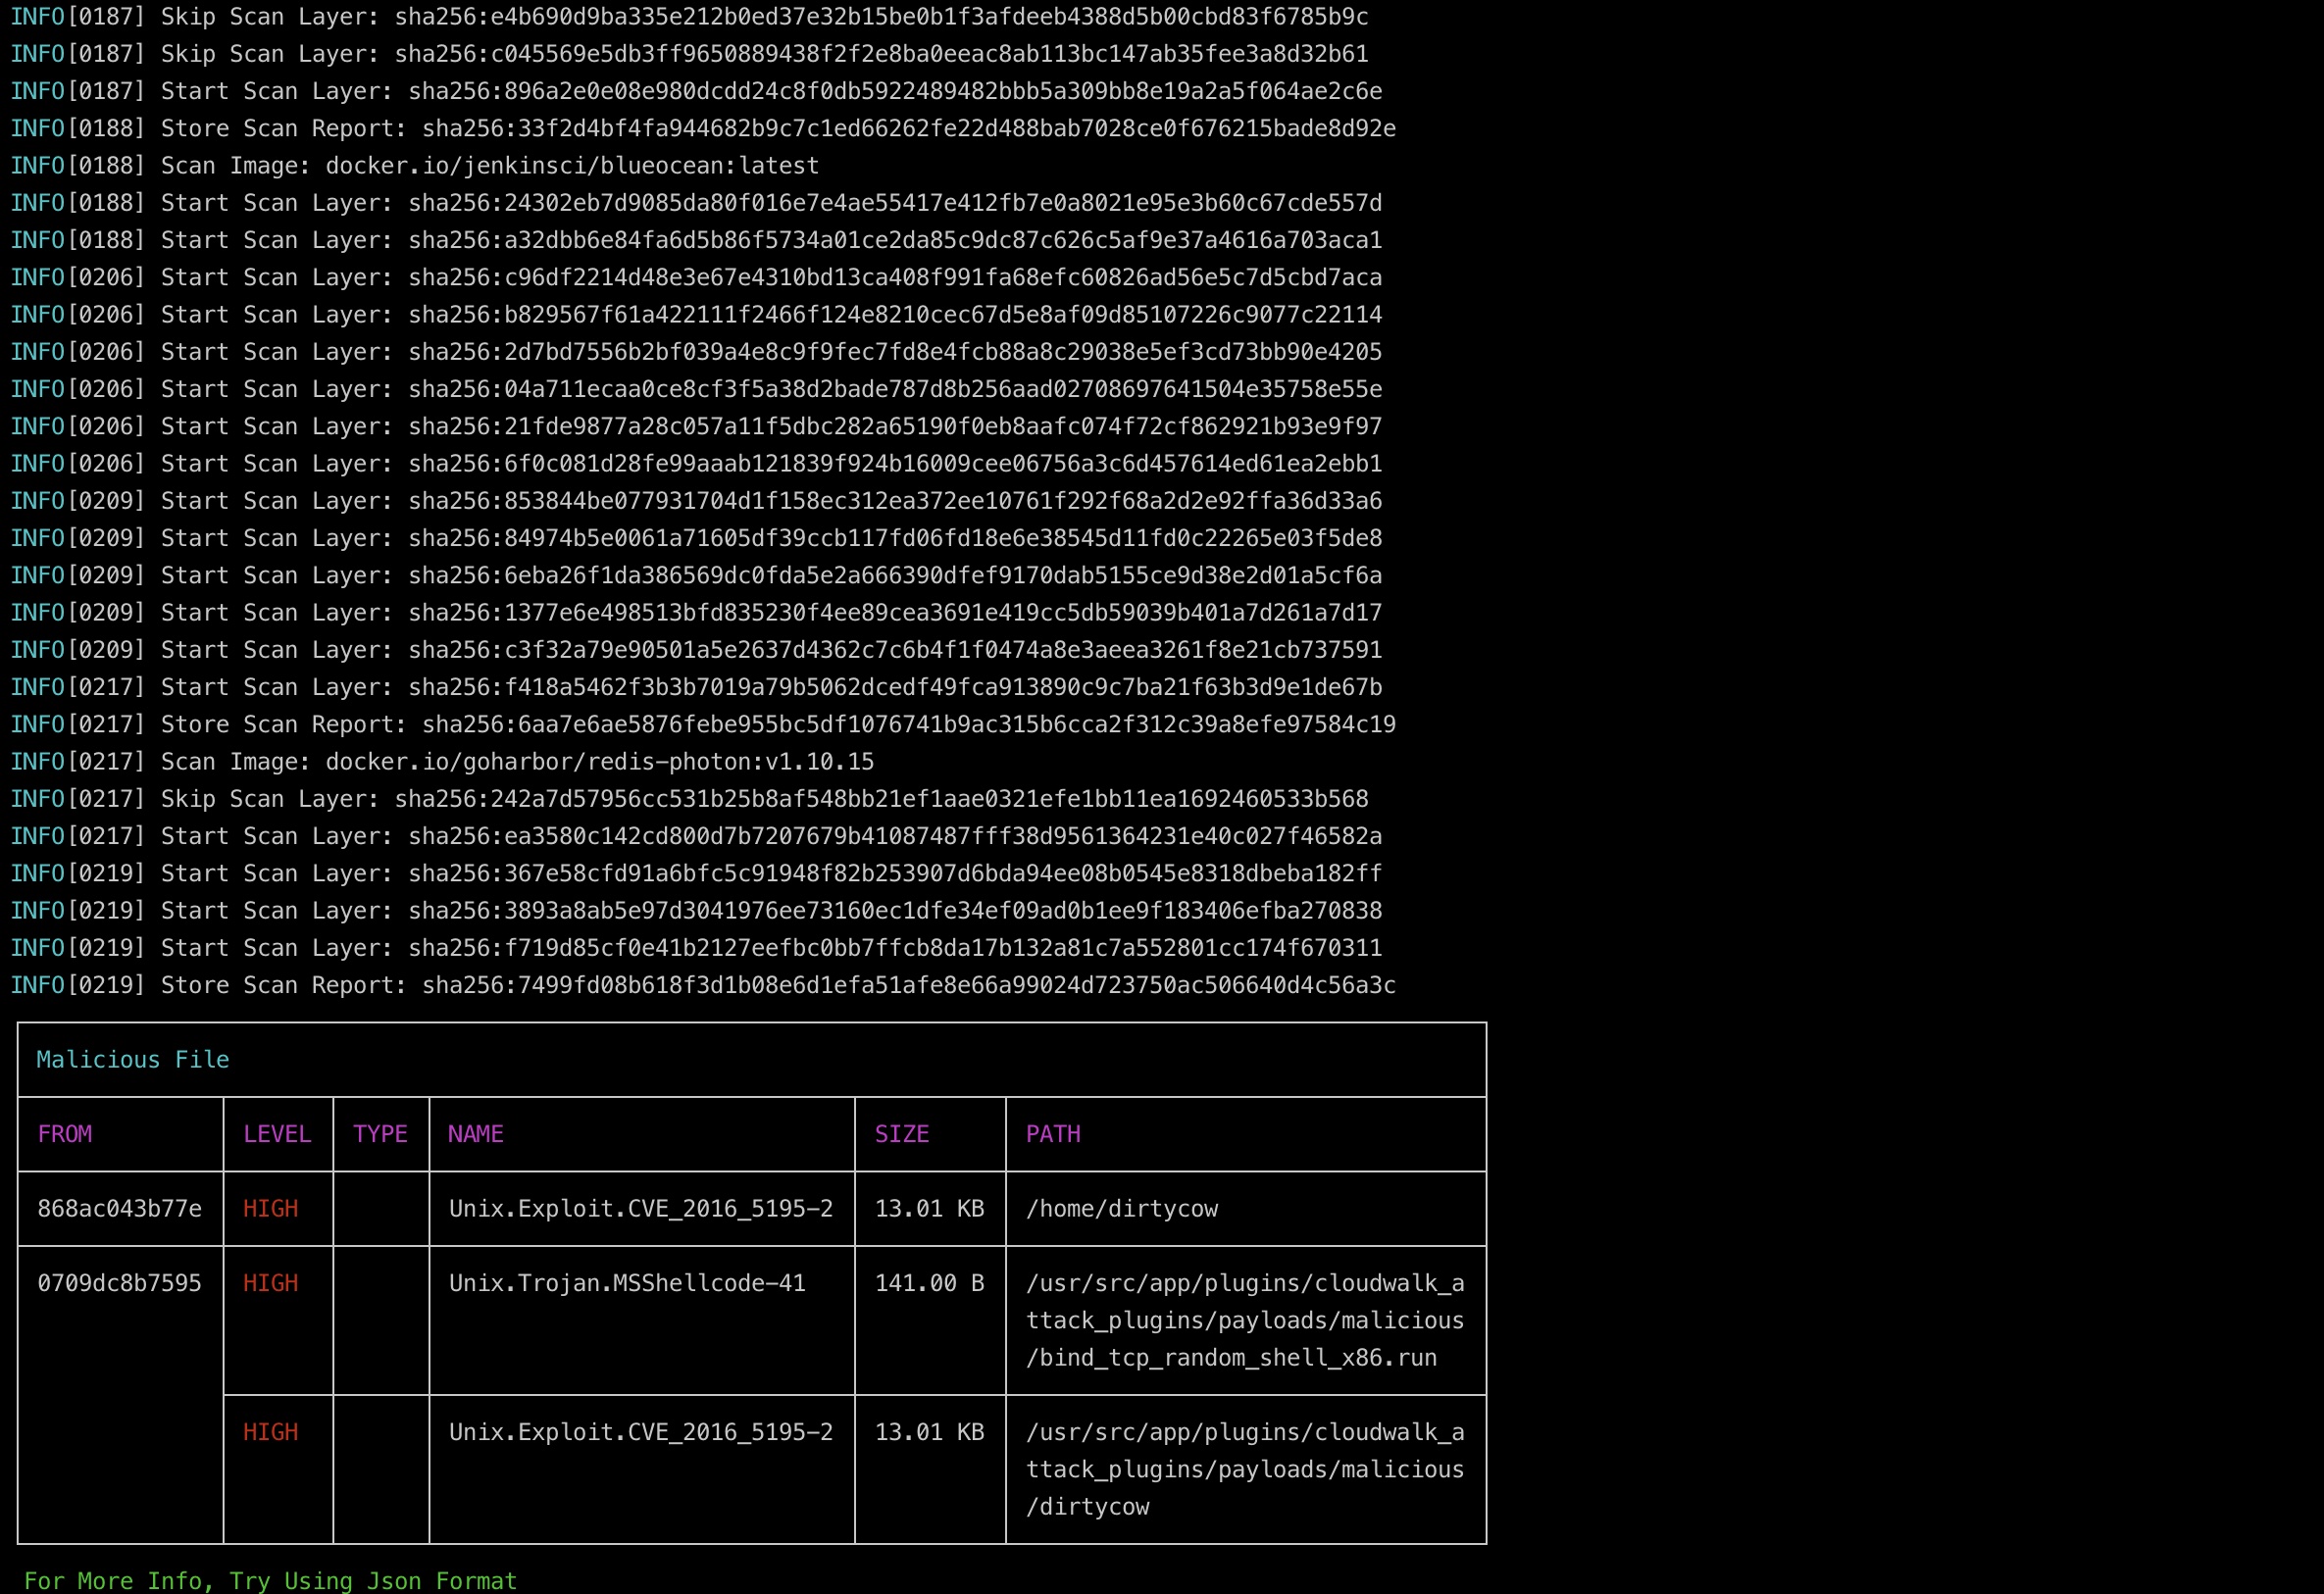 INFO[0187] Skip Scan Layer: sha256:e4b690d9ba335e212b0ed37e32b15be0b1f3afdeeb4388d5b00cbd83f6785b9c
INFO[0187] Skip Scan Layer: sha256:c045569e5db3ff9650889438f2f2e8ba0eeac8ab113bc147ab35fee3a8d32b61
INFO[0187] Start Scan Layer: sha256:896a2e0e08e980dcdd24c8f0db5922489482bbb5a309bb8e19a2a5f064ae2c6e
INFO[0188] Store Scan Report: sha256:33f2d4bf4fa944682b9c7c1ed66262fe22d488bab7028ce0f676215bade8d92e
INFO[0188] Scan Image: docker.io/jenkinsci/blueocean:latest
INFO[0188] Start Scan Layer: sha256:24302eb7d9085da80f016e7e4ae55417e412fb7e0a8021e95e3b60c67cde557d
INFO[0188] Start Scan Layer: sha256:a32dbb6e84fa6d5b86f5734a01ce2da85c9dc87c626c5af9e37a4616a703aca1
INFO[0206] Start Scan Layer: sha256:c96df2214d48e3e67e4310bd13ca408f991fa68efc60826ad56e5c7d5cbd7aca
INFO[0206] Start Scan Layer: sha256:b829567f61a422111f2466f124e8210cec67d5e8af09d85107226c9077c22114
INFO[0206] Start Scan Layer: sha256:2d7bd7556b2bf039a4e8c9f9fec7fd8e4fcb88a8c29038e5ef3cd73bb90e4205
INFO[0206] Start Scan Layer: sha256:04a711ecaa0ce8cf3f5a38d2bade787d8b256aad02708697641504e35758e55e
INFO[0206] Start Scan Layer: sha256:21fde9877a28c057a11f5dbc282a65190f0eb8aafc074f72cf862921b93e9f97
INFO[0206] Start Scan Layer: sha256:6f0c081d28fe99aaab121839f924b16009cee06756a3c6d457614ed61ea2ebb1
INFO[0209] Start Scan Layer: sha256:853844be077931704d1f158ec312ea372ee10761f292f68a2d2e92ffa36d33a6
INFO[0209] Start Scan Layer: sha256:84974b5e0061a71605df39ccb117fd06fd18e6e38545d11fd0c22265e03f5de8
INFO[0209] Start Scan Layer: sha256:6eba26f1da386569dc0fda5e2a666390dfef9170dab5155ce9d38e2d01a5cf6a
INFO[0209] Start Scan Layer: sha256:1377e6e498513bfd835230f4ee89cea3691e419cc5db59039b401a7d261a7d17
INFO[0209] Start Scan Layer: sha256:c3f32a79e90501a5e2637d4362c7c6b4f1f0474a8e3aeea3261f8e21cb737591
INFO[0217] Start Scan Layer: sha256:f418a5462f3b3b7019a79b5062dcedf49fca913890c9c7ba21f63b3d9e1de67b
INFO[0217] Store Scan Report: sha256:6aa7e6ae5876febe955bc5df1076741b9ac315b6cca2f312c39a8efe97584c19
INFO[0217] Scan Image: docker.io/goharbor/redis-photon:v1.10.15
INFO[0217] Skip Scan Layer: sha256:242a7d57956cc531b25b8af548bb21ef1aae0321efe1bb11ea1692460533b568
INFO[0217] Start Scan Layer: sha256:ea3580c142cd800d7b7207679b41087487fff38d9561364231e40c027f46582a
INFO[0219] Start Scan Layer: sha256:367e58cfd91a6bfc5c91948f82b253907d6bda94ee08b0545e8318dbeba182ff
INFO[0219] Start Scan Layer: sha256:3893a8ab5e97d3041976ee73160ec1dfe34ef09ad0b1ee9f183406efba270838
INFO[0219] Start Scan Layer: sha256:f719d85cf0e41b2127eefbc0bb7ffcb8da17b132a81c7a552801cc174f670311
INFO[0219] Store Scan Report: sha256:7499fd08b618f3d1b08e6d1efa51afe8e66a99024d723750ac506640d4c56a3c
Malicious File
FROM LEVEL TYPE NAME SIZE PATH
868ac043b77e HIGH Unix.Exploit.CVE_2016_5195-2 13.01 KB /home/dirtycow
0709dc8b7595 HIGH Unix.Trojan.MSShellcode-41 141.00 B /usr/src/app/plugins/cloudwalk_a
ttack_plugins/payloads/malicious
/bind_tcp_random_shell_x86.run
HIGH Unix.Exploit.CVE_2016_5195-2 13.01 KB /usr/src/app/plugins/cloudwalk_a
ttack_plugins/payloads/malicious
/dirtycow
For More Info, Try Using Json Format